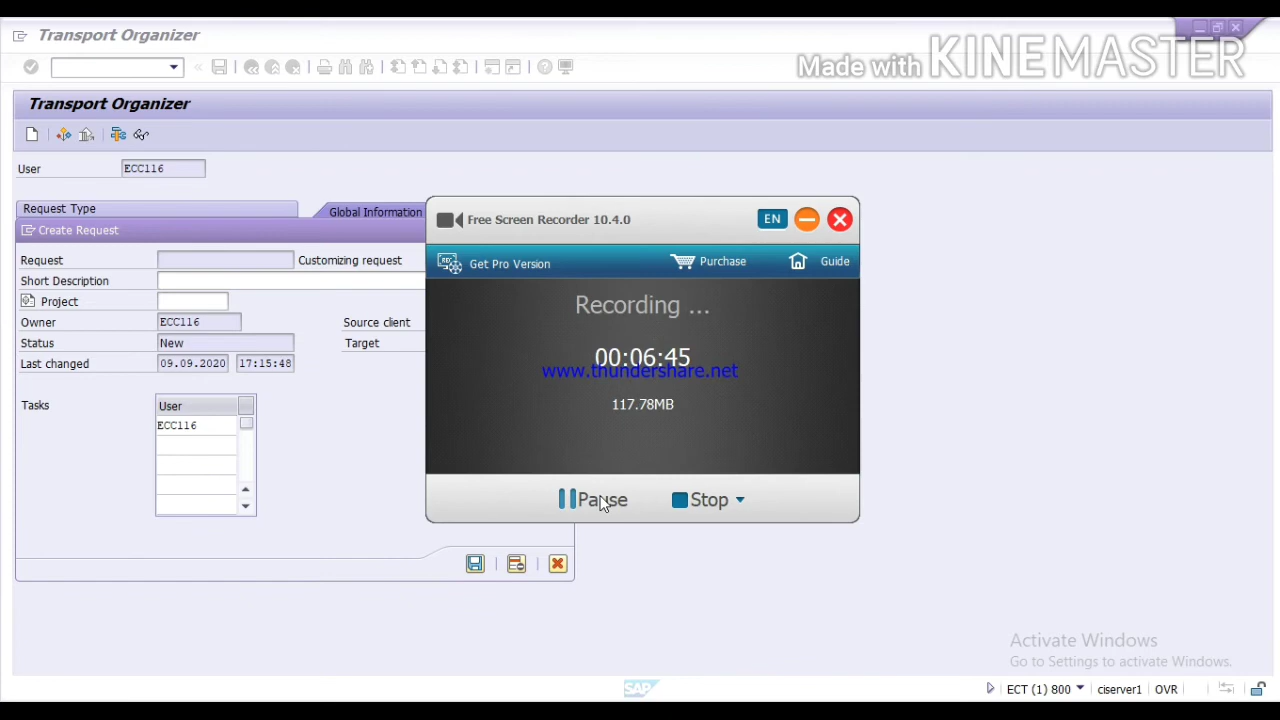 Transport Organizer
Made with KINEMASTER
Transport Organizer
User ECC116
Request Type
Global Information
Create Request
Request Customizing request
Short Description
Project
Owner ECC116 Source client
Status New Target
Last changed 09.09.2020 17:15:48
Tasks User
ECC116
Free Screen Recorder 10.4.0 EN
REC Get Pro Version Purchase Guide
Recording ...
00:06:45
www.thundershare.net
117.78MB
Pause Stop
Activate Windows
Go to Settings to activate Windows.
SAP
ECT (1) 800 ciserver1 OVR